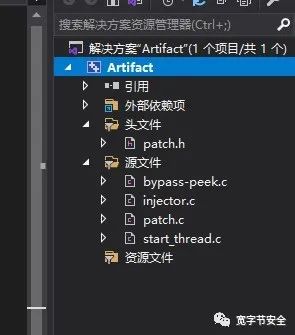 搜索解决方案资源管理器(Ctrl+;)
解决方案"Artifact"(1 个项目/共 1 个)
Artifact
引用
外部依赖项
头文件
patch.h
源文件
bypass-peek.c
injector.c
patch.c
start_thread.c
资源文件
宽字节安全